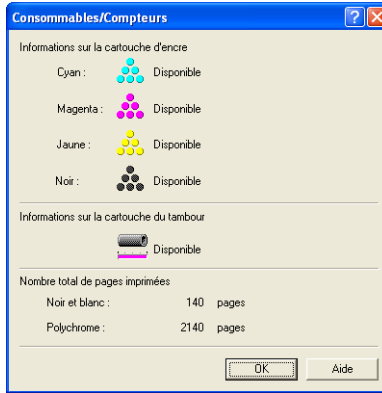 Consommables/Compteurs
Informations sur la cartouche d'encre
Cyan : Disponible
Magenta : Disponible
Jaune : Disponible
Noir : Disponible
Informations sur la cartouche du tambour
Disponible
Nombre total de pages imprimées
Noir et blanc : 140 pages
Polychrome : 2140 pages
OK Aide